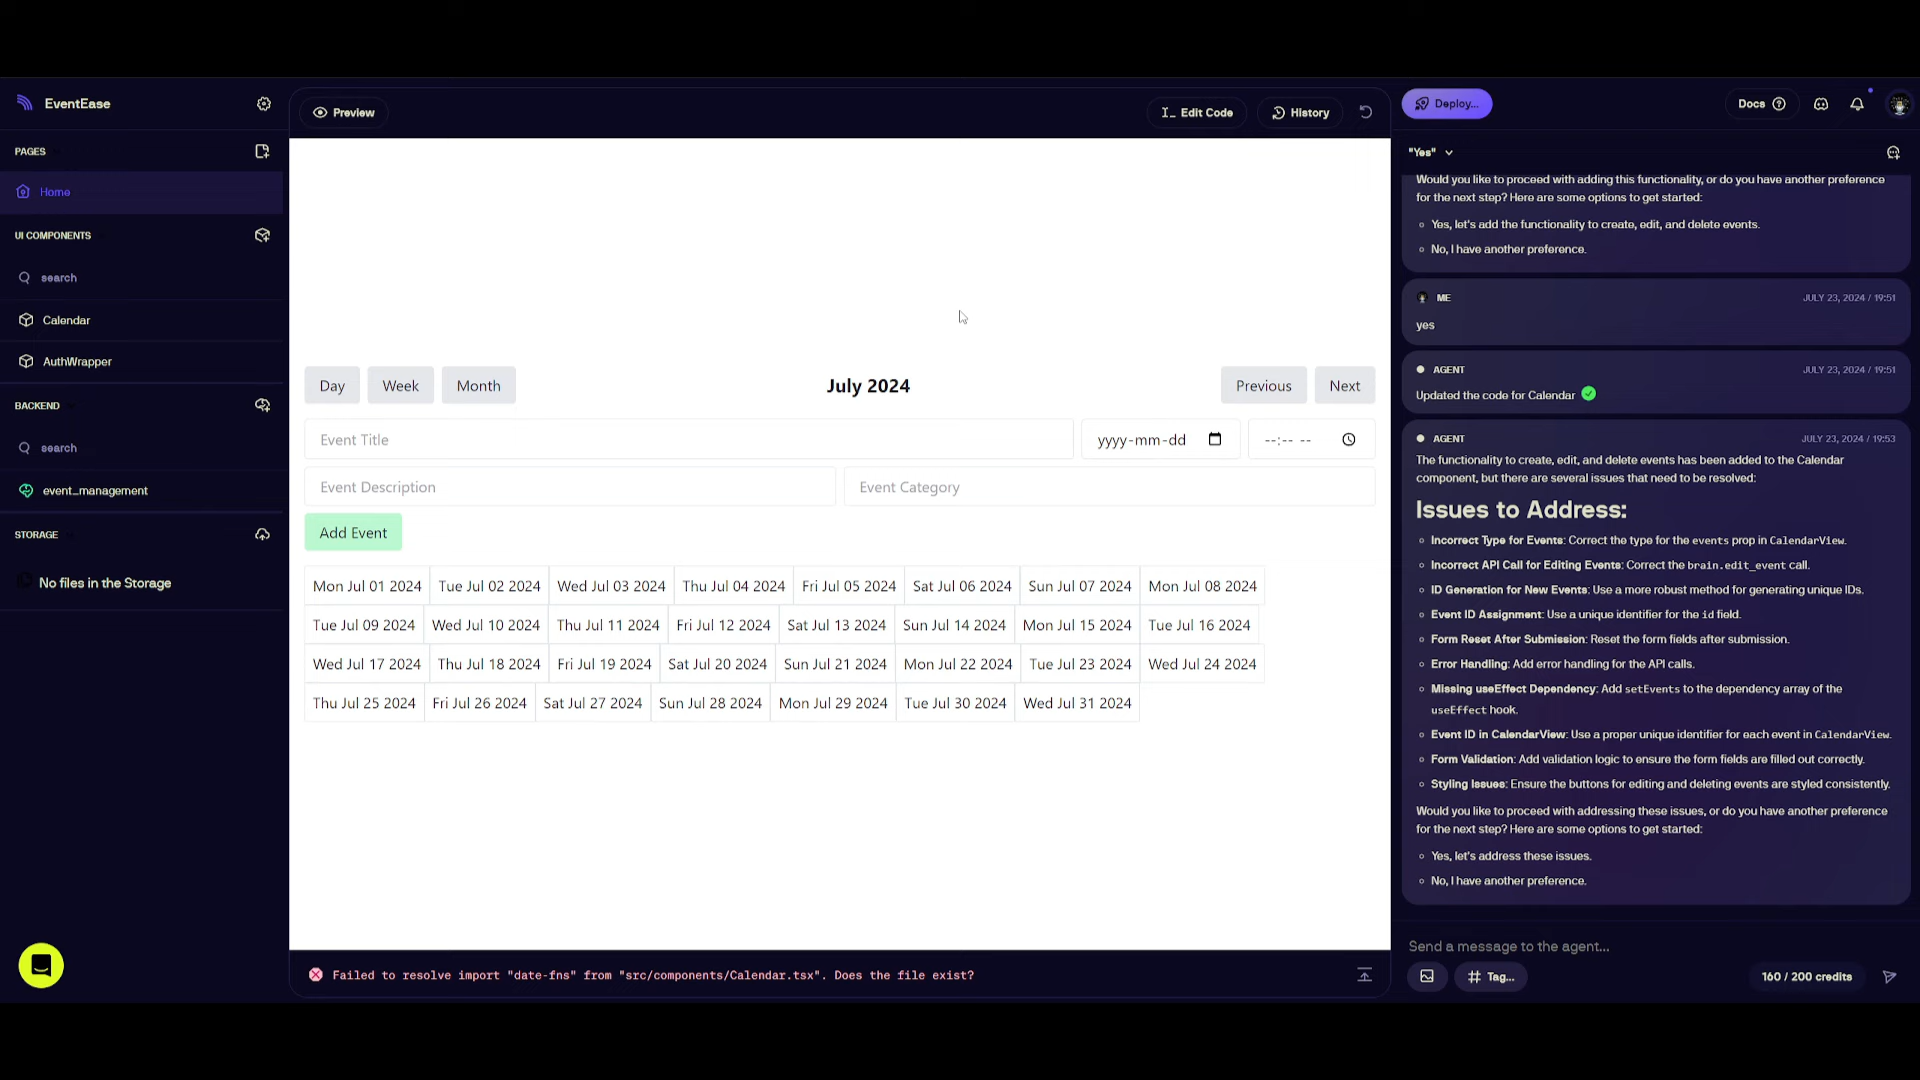 EventEase
PAGES
Home
UI COMPONENTS
search
Calendar
AuthWrapper
BACKEND
search
event_management
STORAGE
No files in the Storage
Preview
Edit Code
History
Day
Week
Month
July 2024
Previous
Next
Event Title
yyyy-mm-dd
--:-- --
Event Description
Event Category
Add Event
Mon Jul 01 2024 Tue Jul 02 2024 Wed Jul 03 2024 Thu Jul 04 2024 Fri Jul 05 2024 Sat Jul 06 2024 Sun Jul 07 2024 Mon Jul 08 2024
Tue Jul 09 2024 Wed Jul 10 2024 Thu Jul 11 2024 Fri Jul 12 2024 Sat Jul 13 2024 Sun Jul 14 2024 Mon Jul 15 2024 Tue Jul 16 2024
Wed Jul 17 2024 Thu Jul 18 2024 Fri Jul 19 2024 Sat Jul 20 2024 Sun Jul 21 2024 Mon Jul 22 2024 Tue Jul 23 2024 Wed Jul 24 2024
Thu Jul 25 2024 Fri Jul 26 2024 Sat Jul 27 2024 Sun Jul 28 2024 Mon Jul 29 2024 Tue Jul 30 2024 Wed Jul 31 2024
Failed to resolve import "date-fns" from "src/components/Calendar.tsx". Does the file exist?
Deploy...
Docs
"Yes"
Would you like to proceed with adding this functionality, or do you have another preference
for the next step? Here are some options to get started:
Yes, let's add the functionality to create, edit, and delete events.
No, I have another preference.
ME JULY 23, 2024 / 19:51
yes
AGENT JULY 23, 2024 / 19:51
Updated the code for Calendar
AGENT JULY 23, 2024 / 19:53
The functionality to create, edit, and delete events has been added to the Calendar
component, but there are several issues that need to be resolved:
Issues to Address:
Incorrect Type for Events: Correct the type for the events prop in CalendarView.
Incorrect API Call for Editing Events: Correct the brain.edit_event call.
ID Generation for New Events: Use a more robust method for generating unique IDs.
Event ID Assignment: Use a unique identifier for the id field.
Form Reset After Submission: Reset the form fields after submission.
Error Handling: Add error handling for the API calls.
Missing useEffect Dependency: Add setEvents to the dependency array of the
useEffect hook.
Event ID in CalendarView: Use a proper unique identifier for each event in CalendarView.
Form Validation: Add validation logic to ensure the form fields are filled out correctly.
Styling Issues: Ensure the buttons for editing and deleting events are styled consistently.
Would you like to proceed with addressing these issues, or do you have another preference
for the next step? Here are some options to get started:
Yes, let's address these issues.
No, I have another preference.
Send a message to the agent...
Tag...
160 / 200 credits